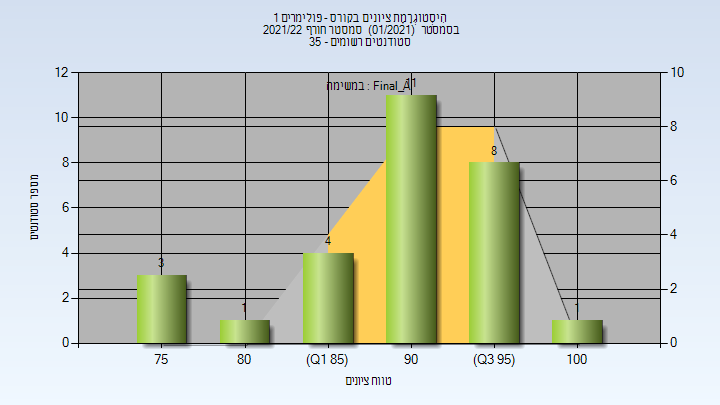 היסטוגרמת ציונים בקורס - פולימרים 1
בסמסטר (01/2021) סמסטר חורף 2021/22
סטודנטים רשומים - 35
במשימה : Final_A
12
10
8
6
4
2
0
10
8
6
4
2
0
3
1
4
11
8
1
75
80
(Q1 85)
90
(Q3 95)
100
מספר סטודנטים
טווח ציונים